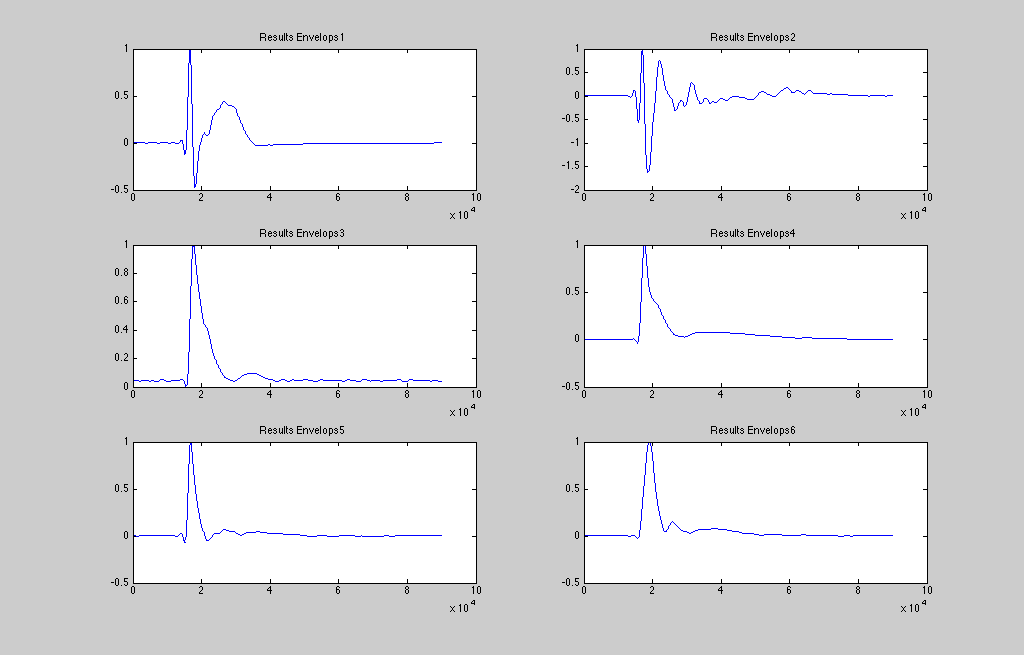 Results Envelops1
1
0.5
0
-0.5
0 2 4 6 8 10
x 10^4
Results Envelops2
1
0.5
0
-0.5
-1
-1.5
-2
0 2 4 6 8 10
x 10^4
Results Envelops3
1
0.8
0.6
0.4
0.2
0
0 2 4 6 8 10
x 10^4
Results Envelops4
1
0.5
0
-0.5
0 2 4 6 8 10
x 10^4
Results Envelops5
1
0.5
0
-0.5
0 2 4 6 8 10
x 10^4
Results Envelops6
1
0.5
0
-0.5
0 2 4 6 8 10
x 10^4